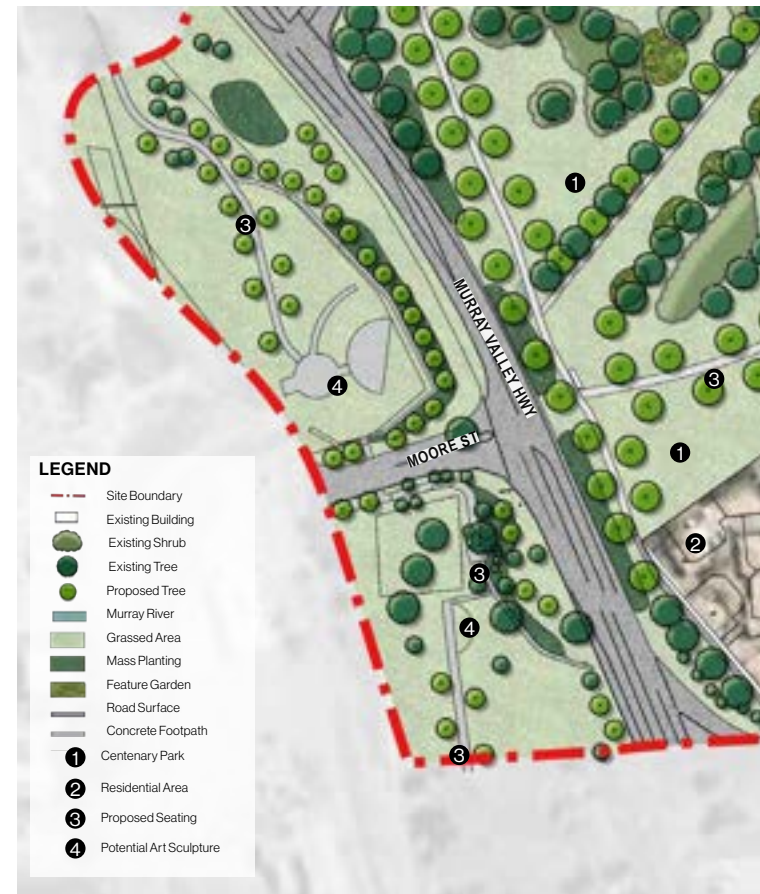 1
3
MURRAY VALLEY HWY
4
3
MOORE ST
1
2
3
4
3
LEGEND
Site Boundary
Existing Building
Existing Shrub
Existing Tree
Proposed Tree
Murray River
Grassed Area
Mass Planting
Feature Garden
Road Surface
Concrete Footpath
1 Centenary Park
2 Residential Area
3 Proposed Seating
4 Potential Art Sculpture